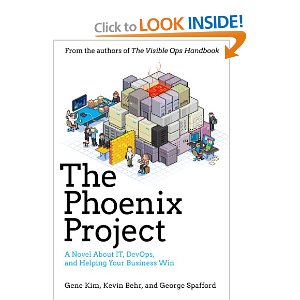 Click to
LOOK INSIDE!
From the authors of The Visible Ops Handbook
The
Phoenix
Project
A Novel About IT, DevOps,
and Helping Your Business Win
Gene Kim, Kevin Behr, and George Spafford